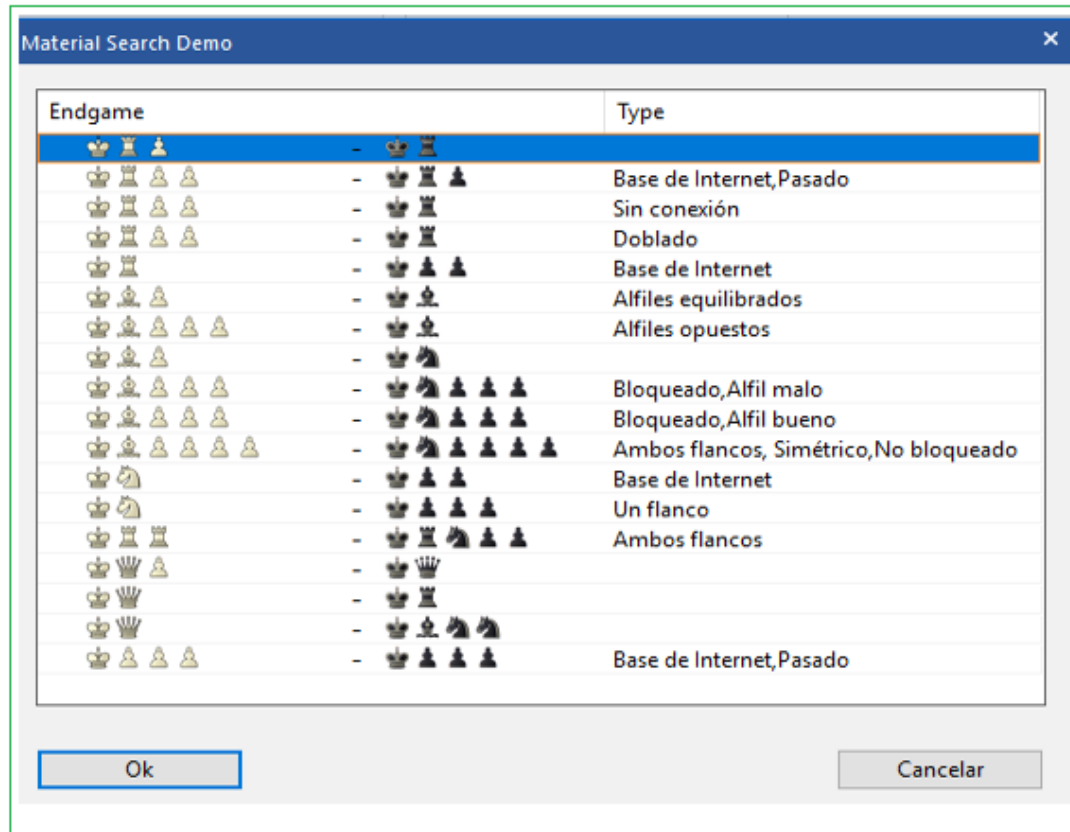 Material Search Demo
Endgame Type
-
- Base de Internet,Pasado
- Sin conexión
- Doblado
- Base de Internet
- Alfiles equilibrados
- Alfiles opuestos
-
- Bloqueado,Alfil malo
- Bloqueado,Alfil bueno
- Ambos flancos, Simétrico,No bloqueado
- Base de Internet
- Un flanco
- Ambos flancos
-
-
-
- Base de Internet,Pasado
Ok Cancelar